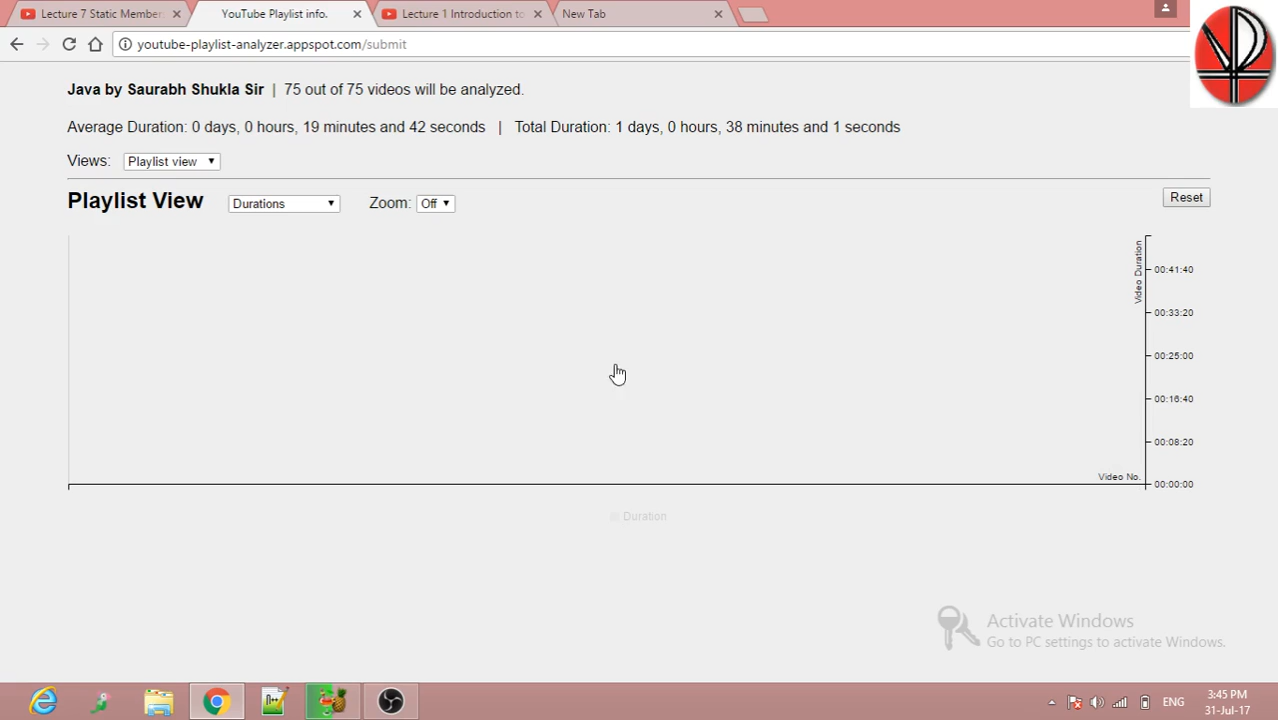 Lecture 7 Static Member
YouTube Playlist info.
Lecture 1 Introduction to
New Tab
youtube-playlist-analyzer.appspot.com/submit
Java by Saurabh Shukla Sir | 75 out of 75 videos will be analyzed.
Average Duration: 0 days, 0 hours, 19 minutes and 42 seconds | Total Duration: 1 days, 0 hours, 38 minutes and 1 seconds
Views: Playlist view
Playlist View Durations Zoom: Off Reset
Video Duration
00:41:40
00:33:20
00:25:00
00:16:40
00:08:20
Video No.
00:00:00
Duration
Activate Windows
Go to PC settings to activate Windows.
ENG
3:45 PM
31-Jul-17